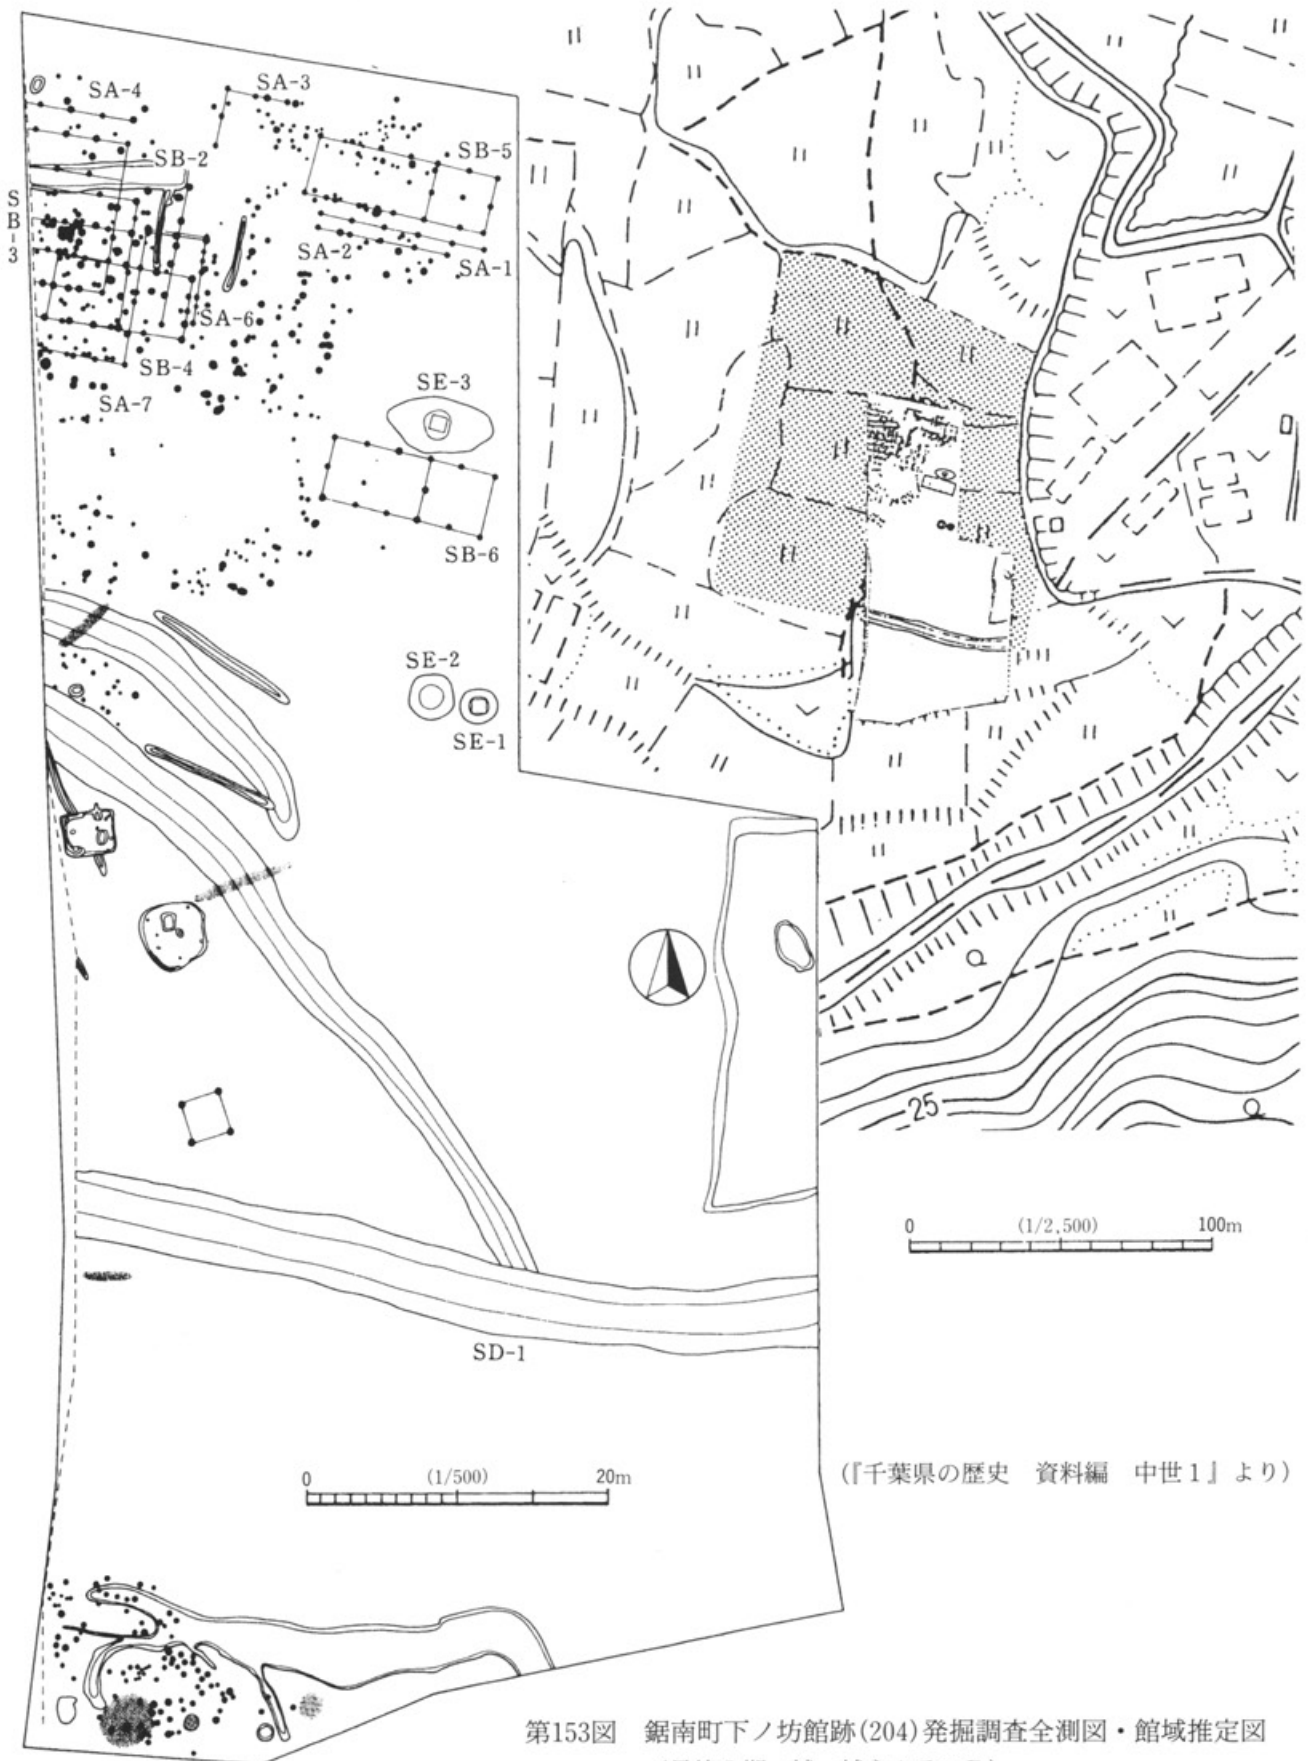 SA-4
SA-3
SB-2
SB-5
SB-3
SA-2
SA-1
SA-6
SB-4
SA-7
SE-3
SB-6
SE-2
SE-1
25
0 (1/2,500) 100m
SD-1
0 (1/500) 20m
(『千葉県の歴史 資料編 中世1』より)
第153図 鋸南町下ノ坊館跡(204)発掘調査全測図・館域推定図